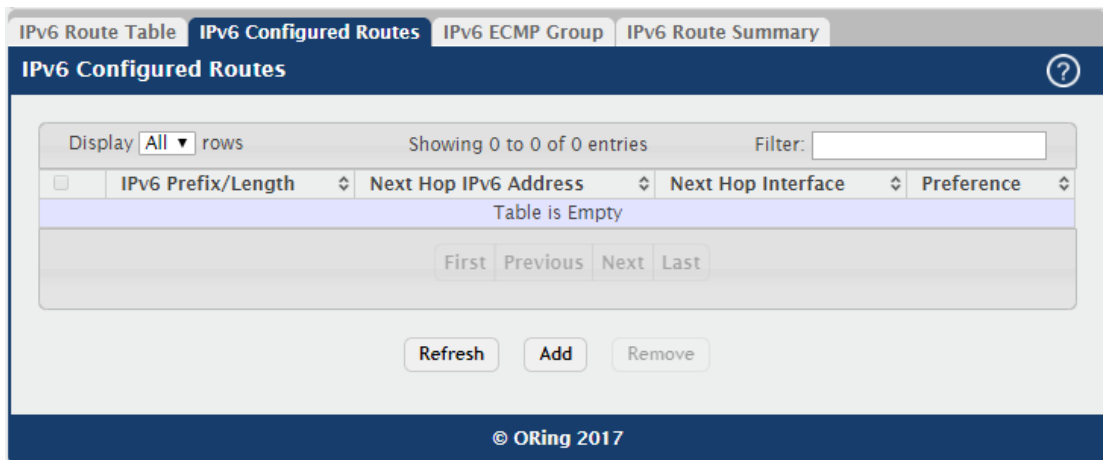 IPv6 Route Table IPv6 Configured Routes IPv6 ECMP Group IPv6 Route Summary
IPv6 Configured Routes ?
Display All ▼ rows Showing 0 to 0 of 0 entries Filter:
IPv6 Prefix/Length Next Hop IPv6 Address Next Hop Interface Preference
Table is Empty
First Previous Next Last
Refresh Add Remove
© ORing 2017